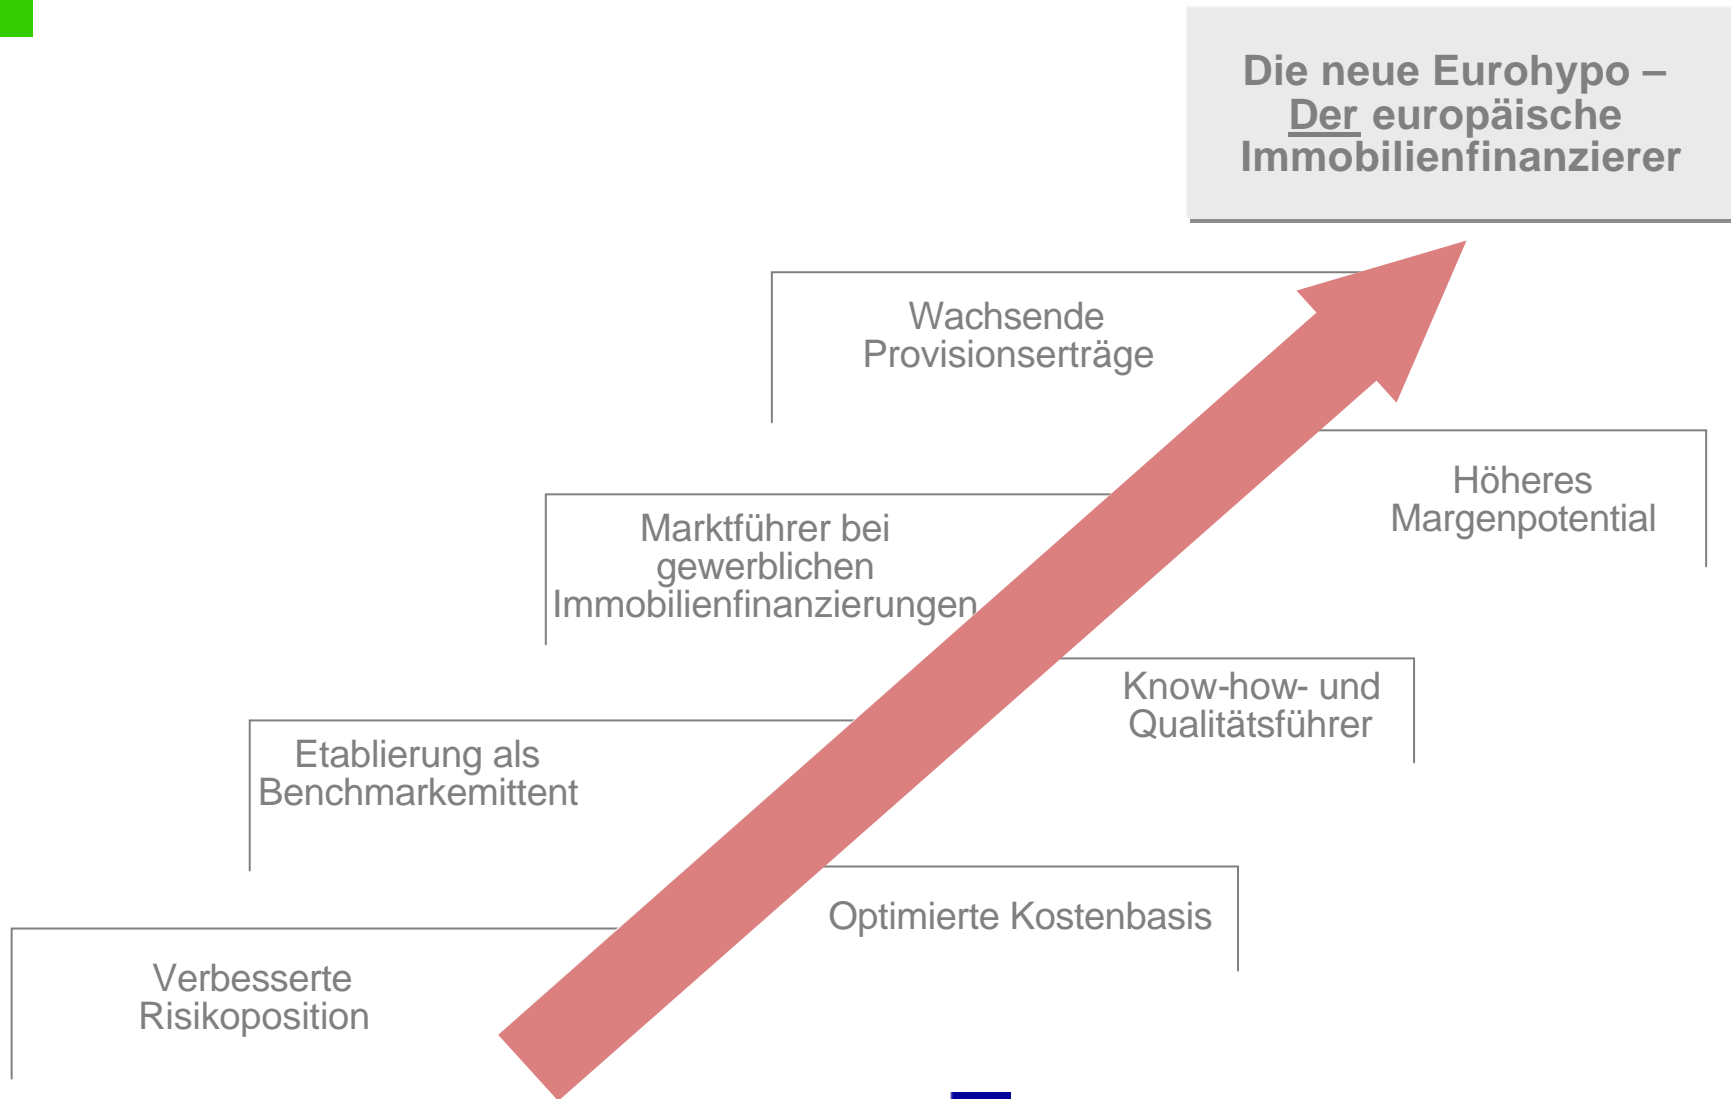 Die neue Eurohypo –
Der europäische
Immobilienfinanzierer
Wachsende
Provisionserträge
Höheres
Margenpotential
Marktführer bei
gewerblichen
Immobilienfinanzierungen
Know-how- und
Qualitätsführer
Etablierung als
Benchmarkemittent
Optimierte Kostenbasis
Verbesserte
Risikoposition